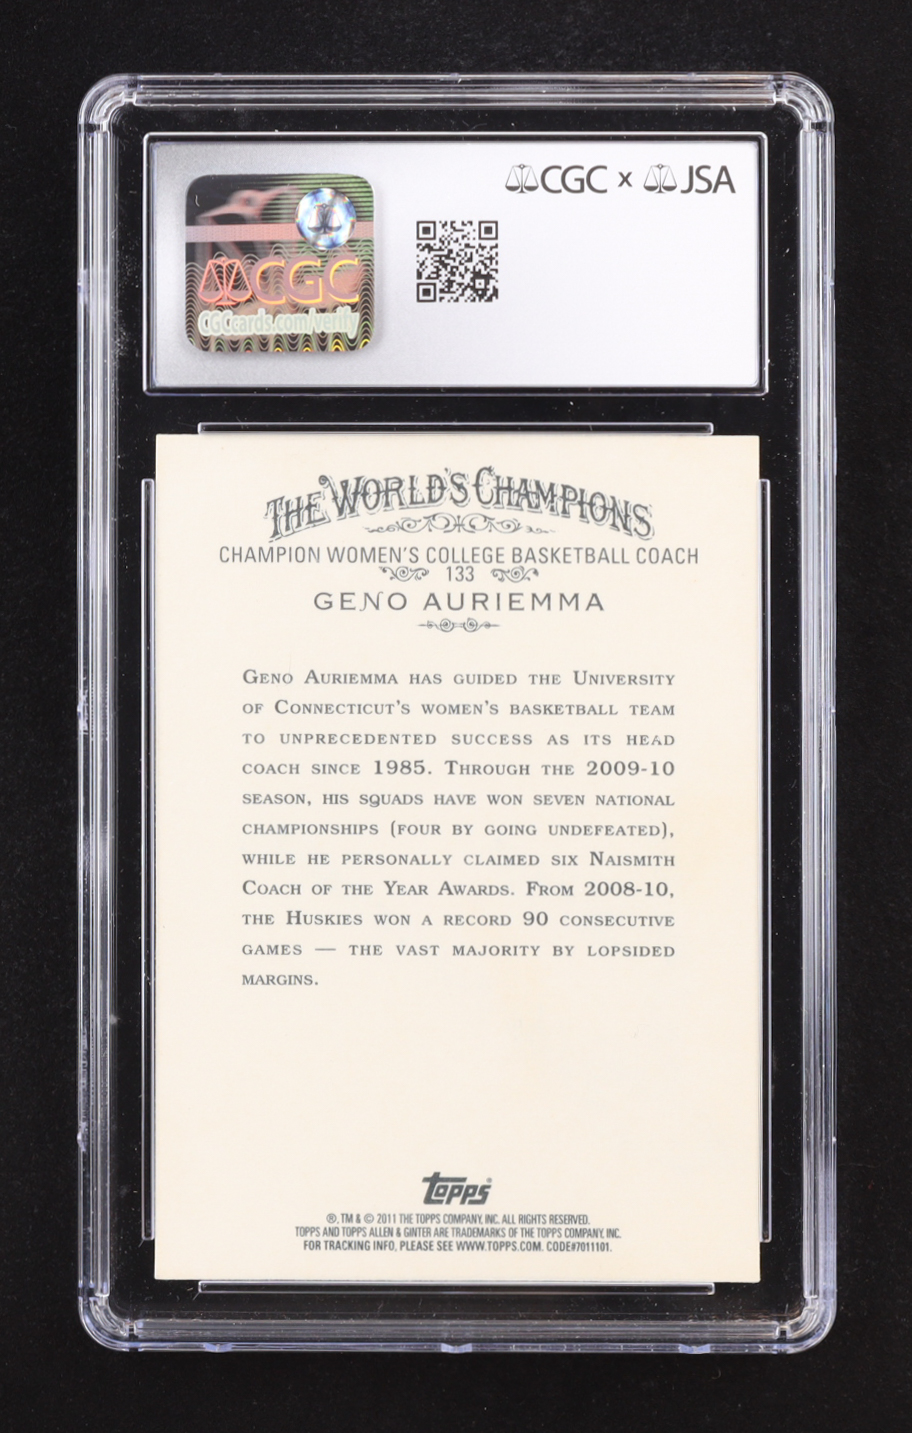 CGC x JSA
CGC
CGCcards.com/verify
THE WORLD'S CHAMPIONS
CHAMPION WOMEN'S COLLEGE BASKETBALL COACH
133
GENO AURIEMMA
GENO AURIEMMA HAS GUIDED THE UNIVERSITY
OF CONNECTICUT'S WOMEN'S BASKETBALL TEAM
TO UNPRECEDENTED SUCCESS AS ITS HEAD
COACH SINCE 1985. THROUGH THE 2009-10
SEASON, HIS SQUADS HAVE WON SEVEN NATIONAL
CHAMPIONSHIPS (FOUR BY GOING UNDEFEATED),
WHILE HE PERSONALLY CLAIMED SIX NAISMITH
COACH OF THE YEAR AWARDS. FROM 2008-10,
THE HUSKIES WON A RECORD 90 CONSECUTIVE
GAMES — THE VAST MAJORITY BY LOPSIDED
MARGINS.
topps®
®, TM & © 2011 THE TOPPS COMPANY, INC. ALL RIGHTS RESERVED.
TOPPS AND TOPPS ALLEN & GINTER ARE TRADEMARKS OF THE TOPPS COMPANY, INC.
FOR TRACKING INFO, PLEASE SEE WWW.TOPPS.COM. CODE#7011101.